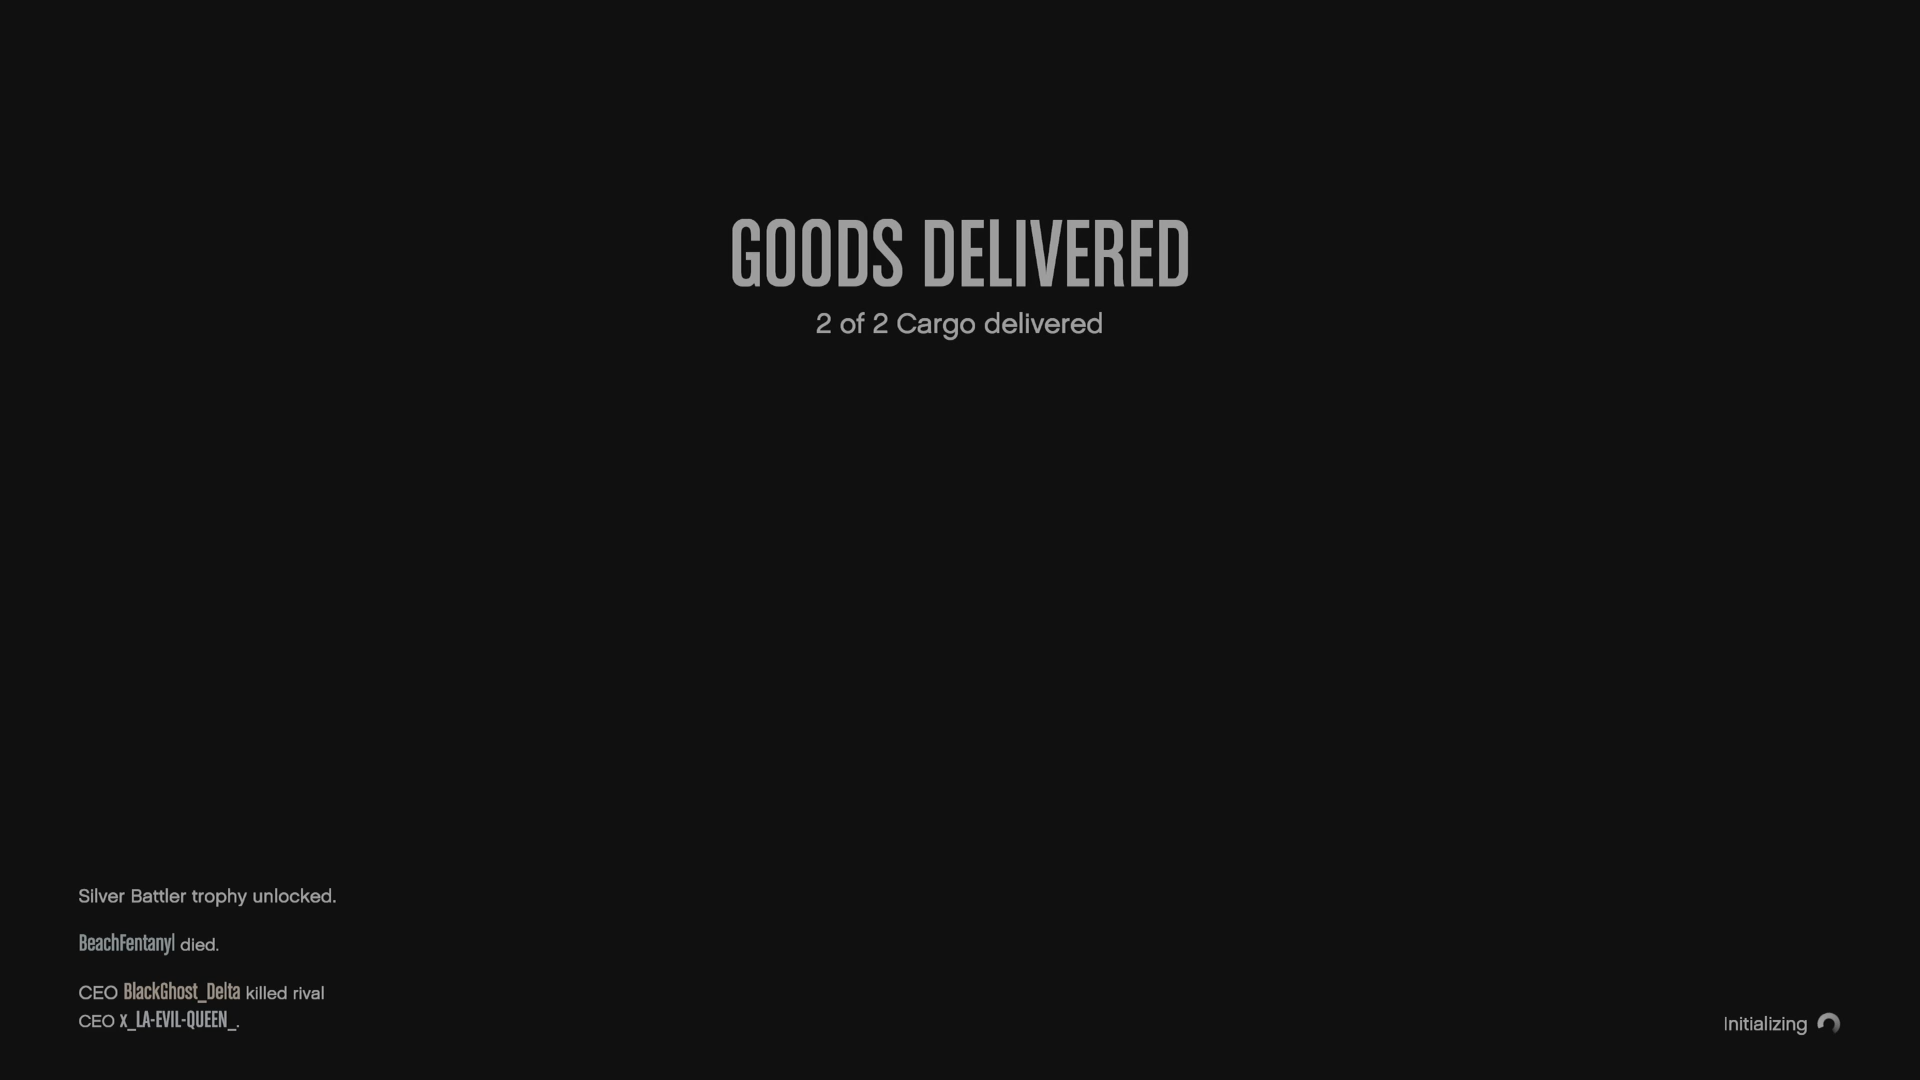 GOODS DELIVERED
2 of 2 Cargo delivered
Silver Battler trophy unlocked.
BeachFentanyl died.
CEO BlackGhost_Delta killed rival
CEO x_LA-EVIL-QUEEN_.
Initializing